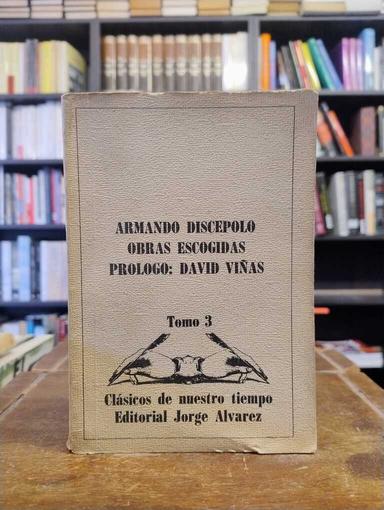 ARMANDO DISCEPOLO
OBRAS ESCOGIDAS
PROLOGO: DAVID VIÑAS
Tomo 3
Clásicos de nuestro tiempo
Editorial Jorge Alvarez